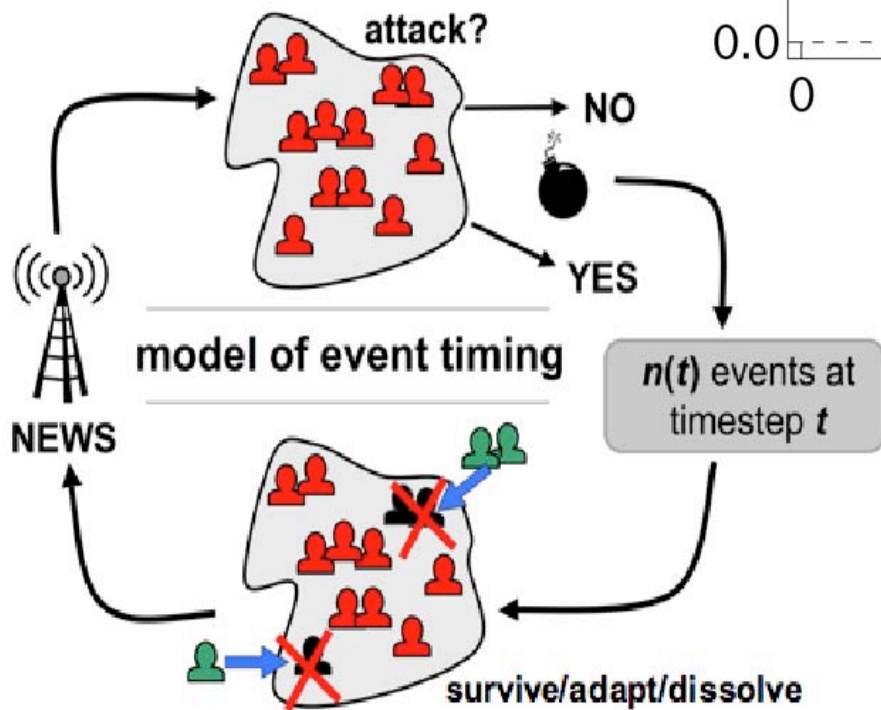 attack?
0.0
0
NO
YES
model of event timing
n(t) events at
timestep t
NEWS
survive/adapt/dissolve